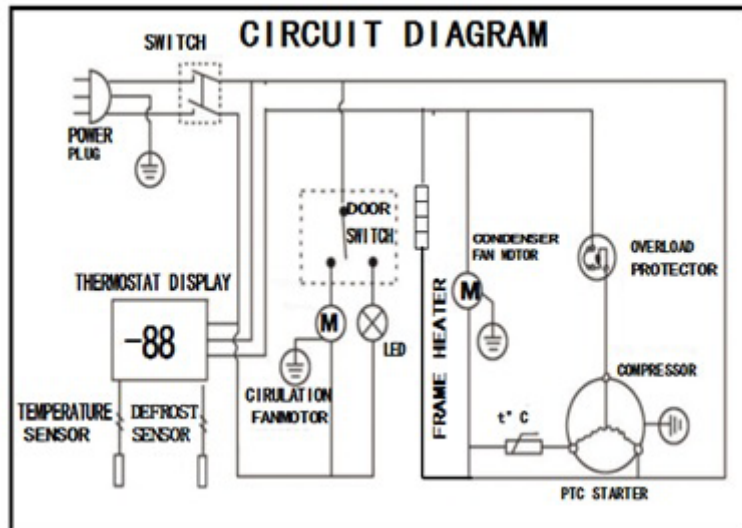 CIRCUIT DIAGRAM
SWITCH
POWER
PLUG
DOOR
SWITCH
CONDENSER
FAN MOTOR
OVERLOAD
PROTECTOR
THERMOSTAT DISPLAY
-88
M
M
LED
CIRULATION
FANMOTOR
FRAME HEATER
COMPRESSOR
TEMPERATURE
SENSOR
DEFROST
SENSOR
t° C
PTC STARTER